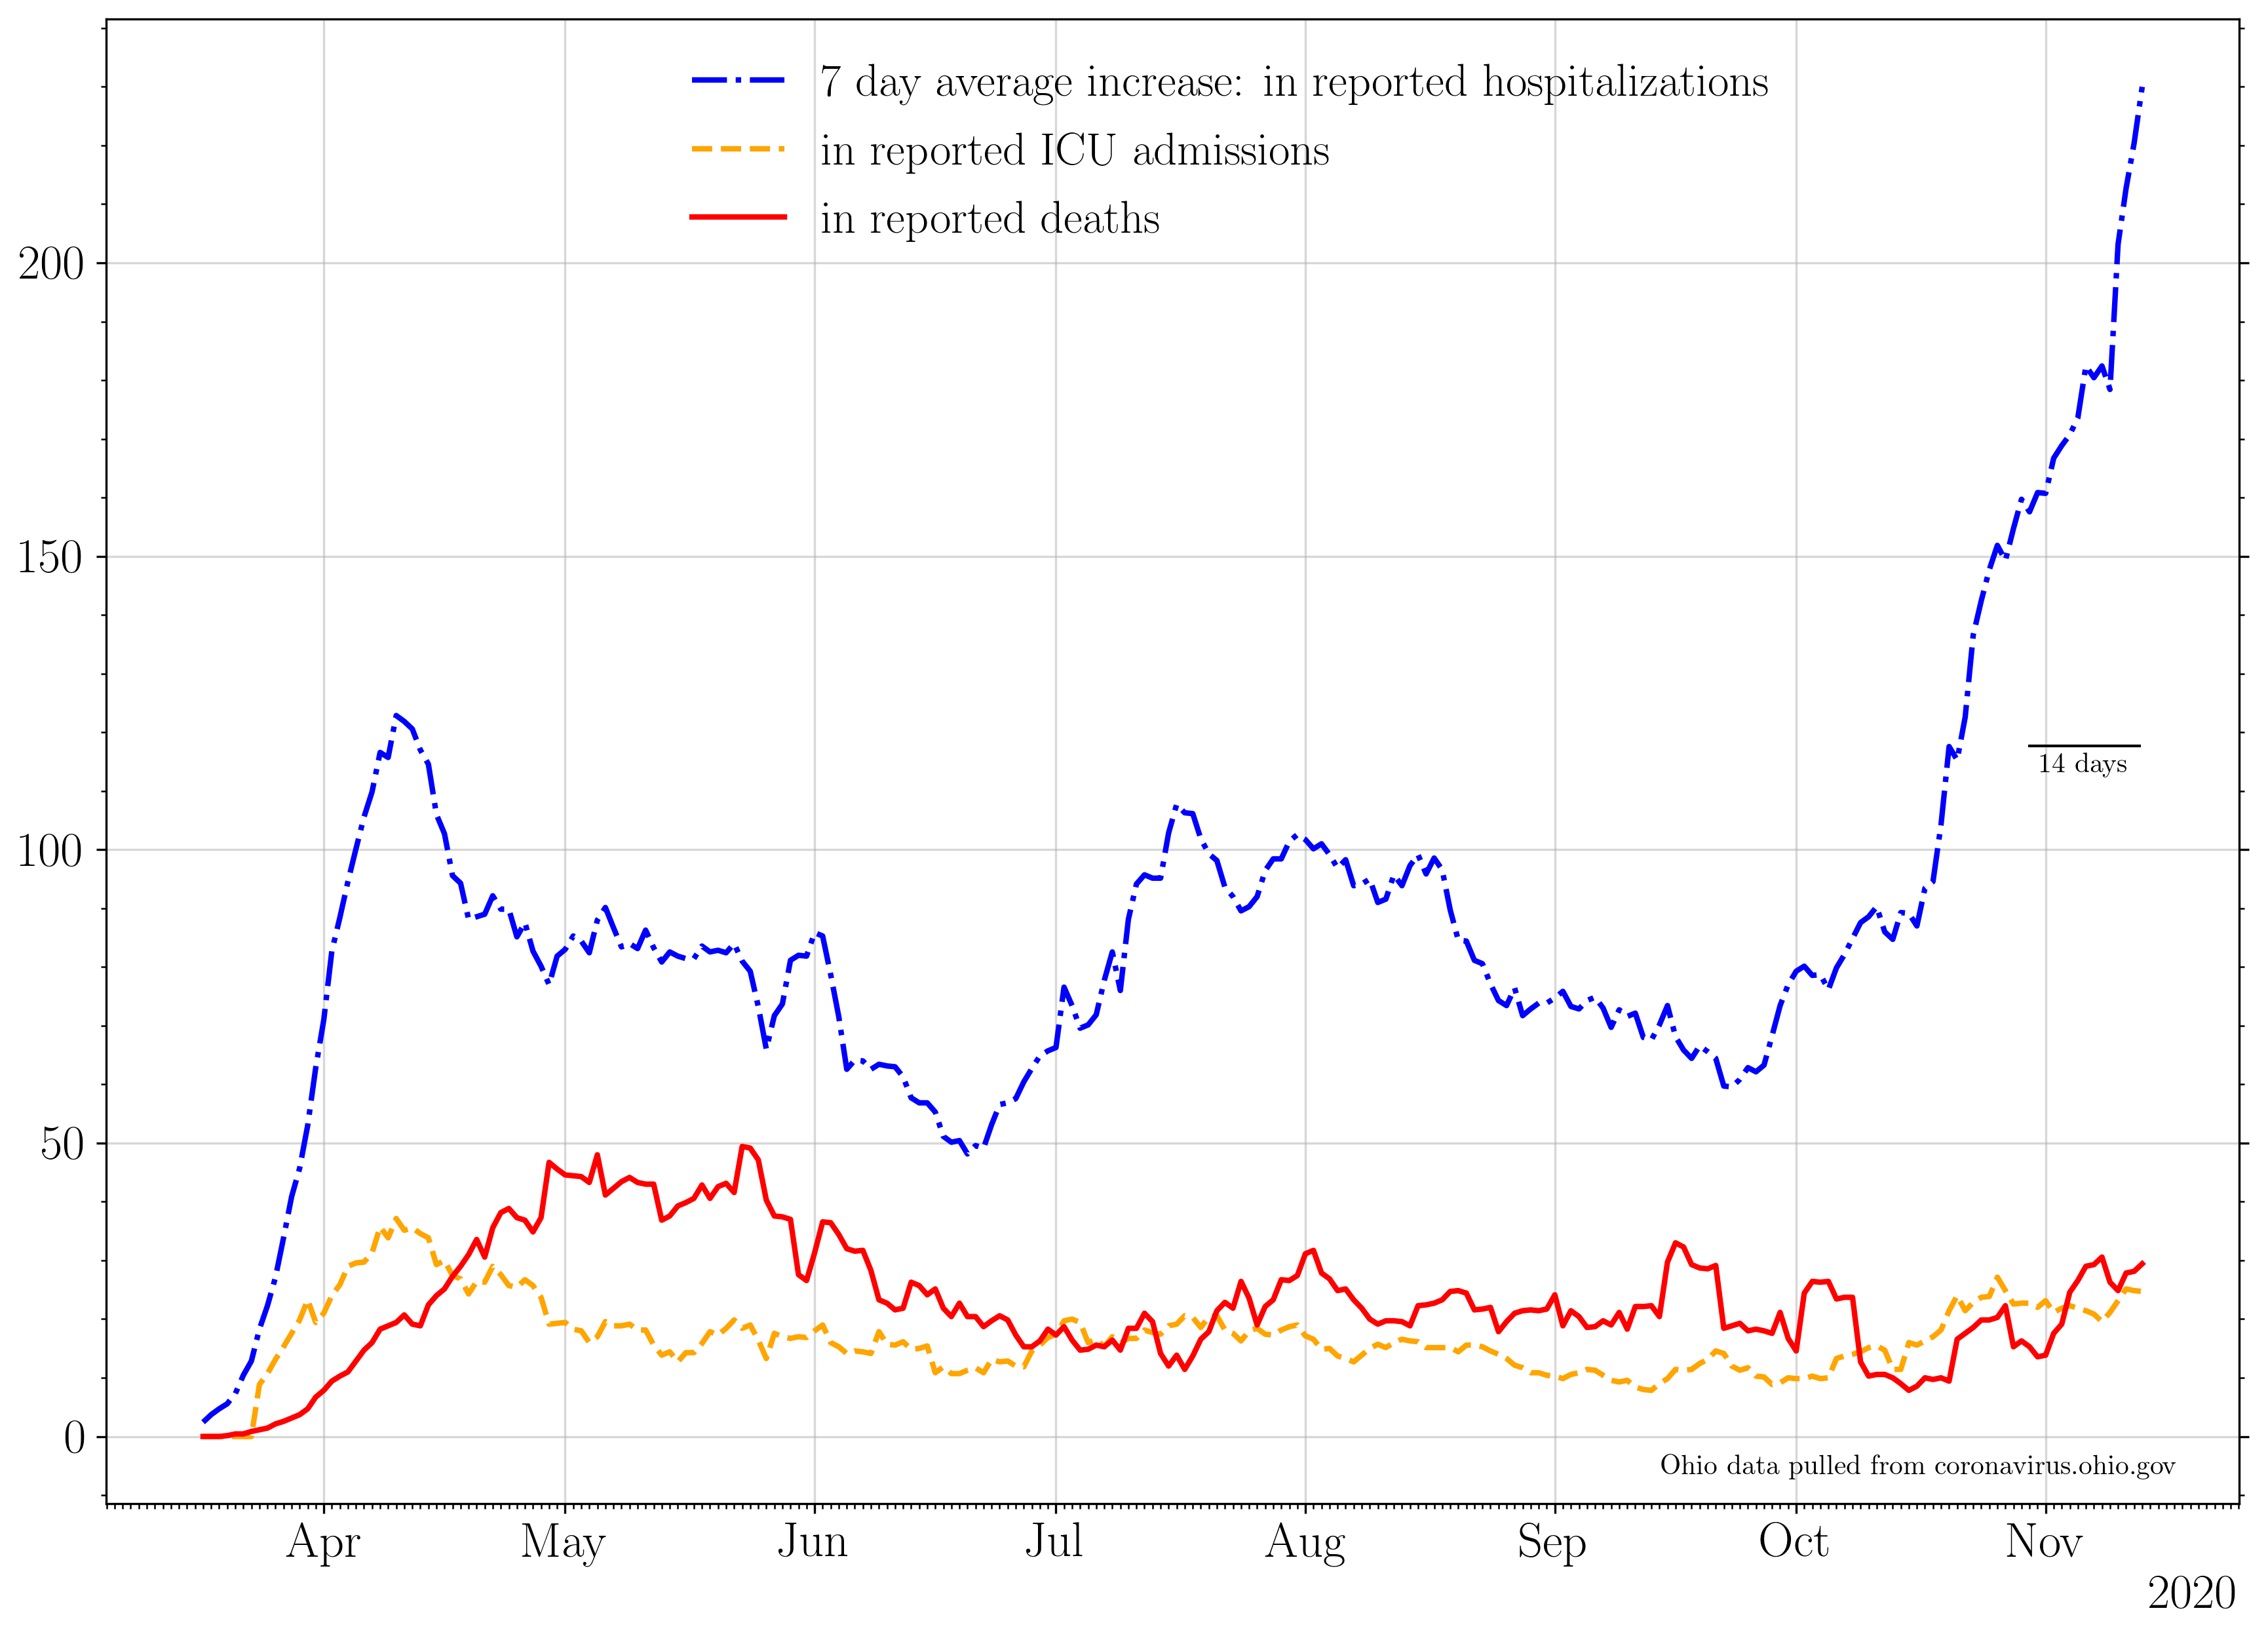 7 day average increase: in reported hospitalizations
in reported ICU admissions
in reported deaths
200
150
14 days
100
50
0
Ohio data pulled from coronavirus.ohio.gov
Apr May Jun Jul Aug Sep Oct Nov
2020